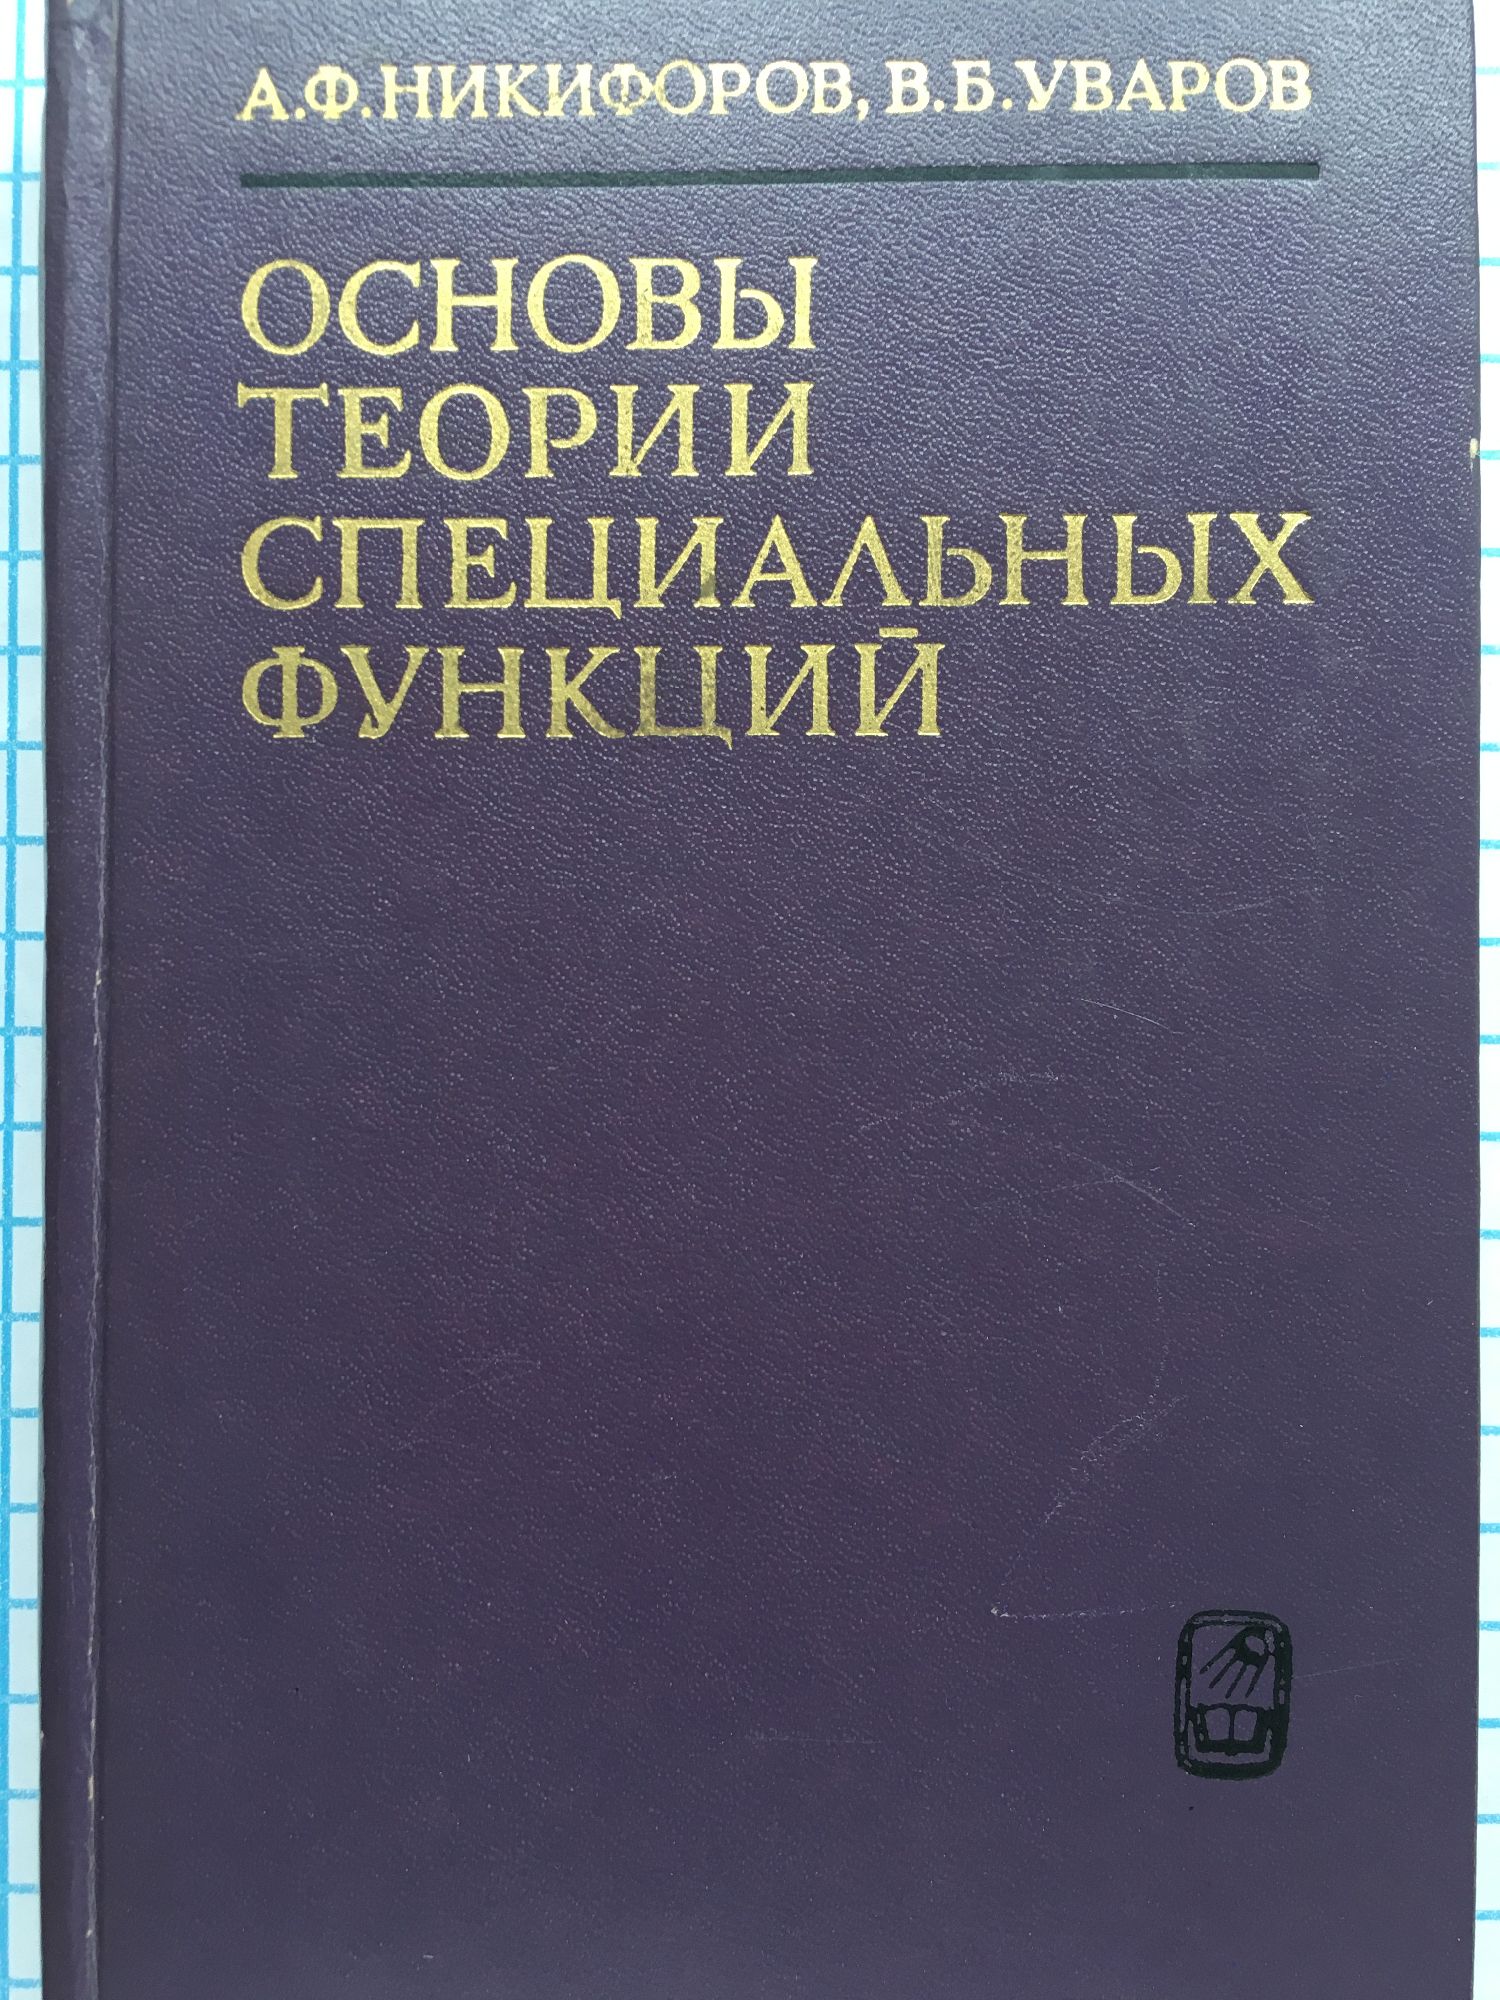 А.Ф.НИКИФОРОВ, В.Б.УВАРОВ
ОСНОВЫ
ТЕОРИИ
СПЕЦИАЛЬНЫХ
ФУНКЦИЙ